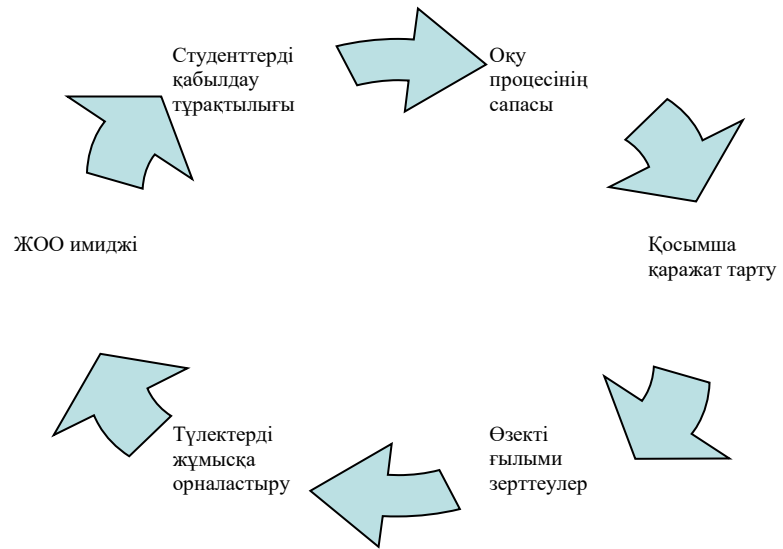 Студенттерді
қабылдау
тұрақтылығы
Оқу
процесінің
сапасы
Қосымша
қаражат тарту
Өзекті
ғылыми
зерттеулер
Түлектерді
жұмысқа
орналастыру
ЖОО имиджі